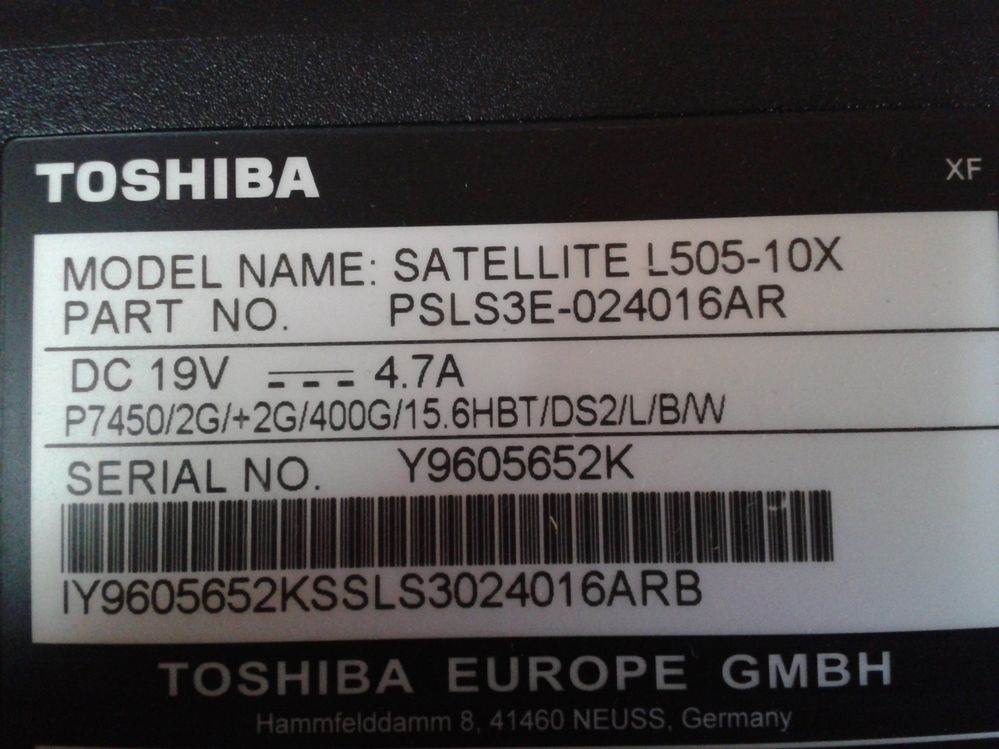 TOSHIBA
XF
MODEL NAME: SATELLITE L505-10X
PART NO. PSLS3E-024016AR
DC 19V ⎓ 4.7A
P7450/2G/+2G/400G/15.6HBT/DS2/L/B/W
SERIAL NO. Y9605652K
IY9605652KSSLS3024016ARB
TOSHIBA EUROPE GMBH
Hammfelddamm 8, 41460 NEUSS, Germany